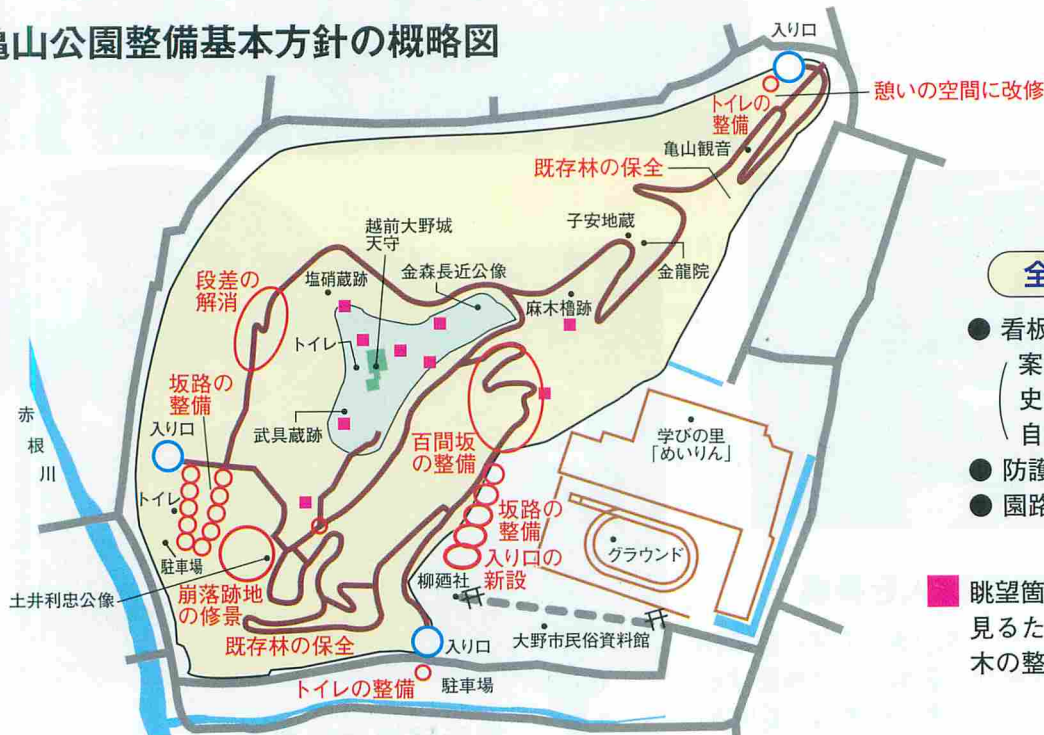 亀山公園整備基本方針の概略図
入り口
憩いの空間に改修
トイレの
整備
亀山観音
既存林の保全
子安地蔵
金龍院
越前大野城
天守
金森長近公像
塩硝蔵跡
麻木櫓跡
段差の
解消
トイレ
坂路の
整備
武具蔵跡
百間坂
の整備
学びの里
「めいりん」
赤
根
川
入り口
トイレ
駐車場
坂路の
整備
入り口の
新設
グラウンド
土井利忠公像
崩落跡地
の修景
柳廼社
既存林の保全
入り口
大野市民俗資料館
トイレの整備
駐車場
全
● 看板
案
史
自
● 防護
● 園路
眺望箇
見るた
木の整